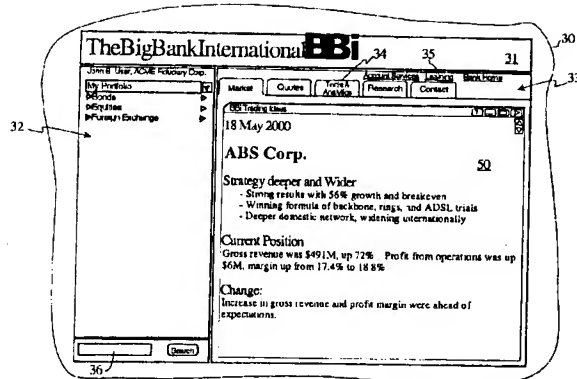 TheBigBankInternational BBi
34
35
31
30
33
32
36
50
John B. User, ACME Fiduciary Corp.
Account Services Learning Bank Home
My Portfolio
Bonds
Equities
Foreign Exchange
Market Quotes Tools & Analytics Research Contact
BBi Trading Ideas
18 May 2000
ABS Corp.
Strategy deeper and Wider
- Strong results with 56% growth and breakeven
- Winning formula of backbone, rings, and ADSL trials
- Deeper domestic network, widening internationally
Current Position
Gross revenue was $491M, up 72% Profit from operations was up
$6M, margin up from 17.4% to 18 8%
Change:
Increase in gross revenue and profit margin were ahead of
expectations.
Search